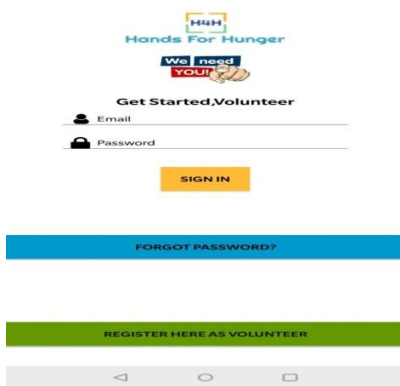 H4H
Hands For Hunger
We need
YOU!
Get Started,Volunteer
Email
Password
SIGN IN
FORGOT PASSWORD?
REGISTER HERE AS VOLUNTEER